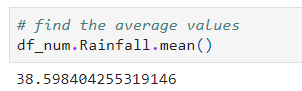 # find the average values
df_num.Rainfall.mean()
38.598404255319146